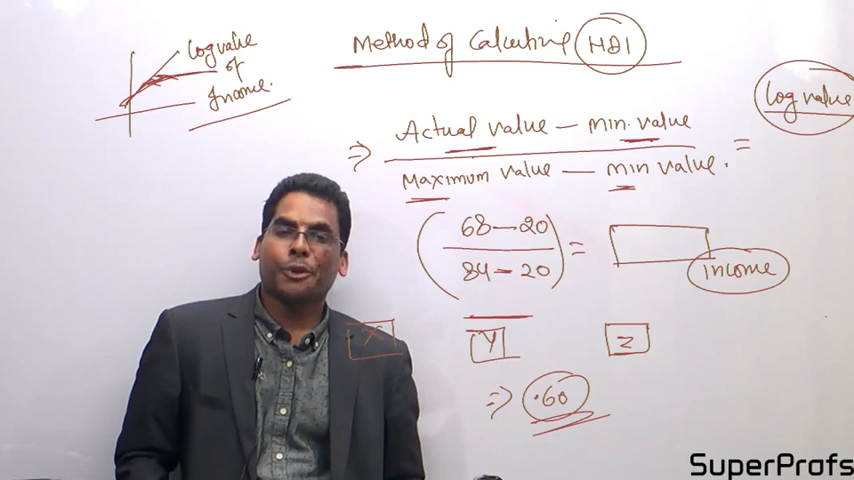 Log value
of
Income.
Method of Calculating HDI
log value
Actual value — min. value
=
⇒
Maximum value — min value.
68—20
=
84—20
income
X
Y
Z
⇒ .60
SuperProfs